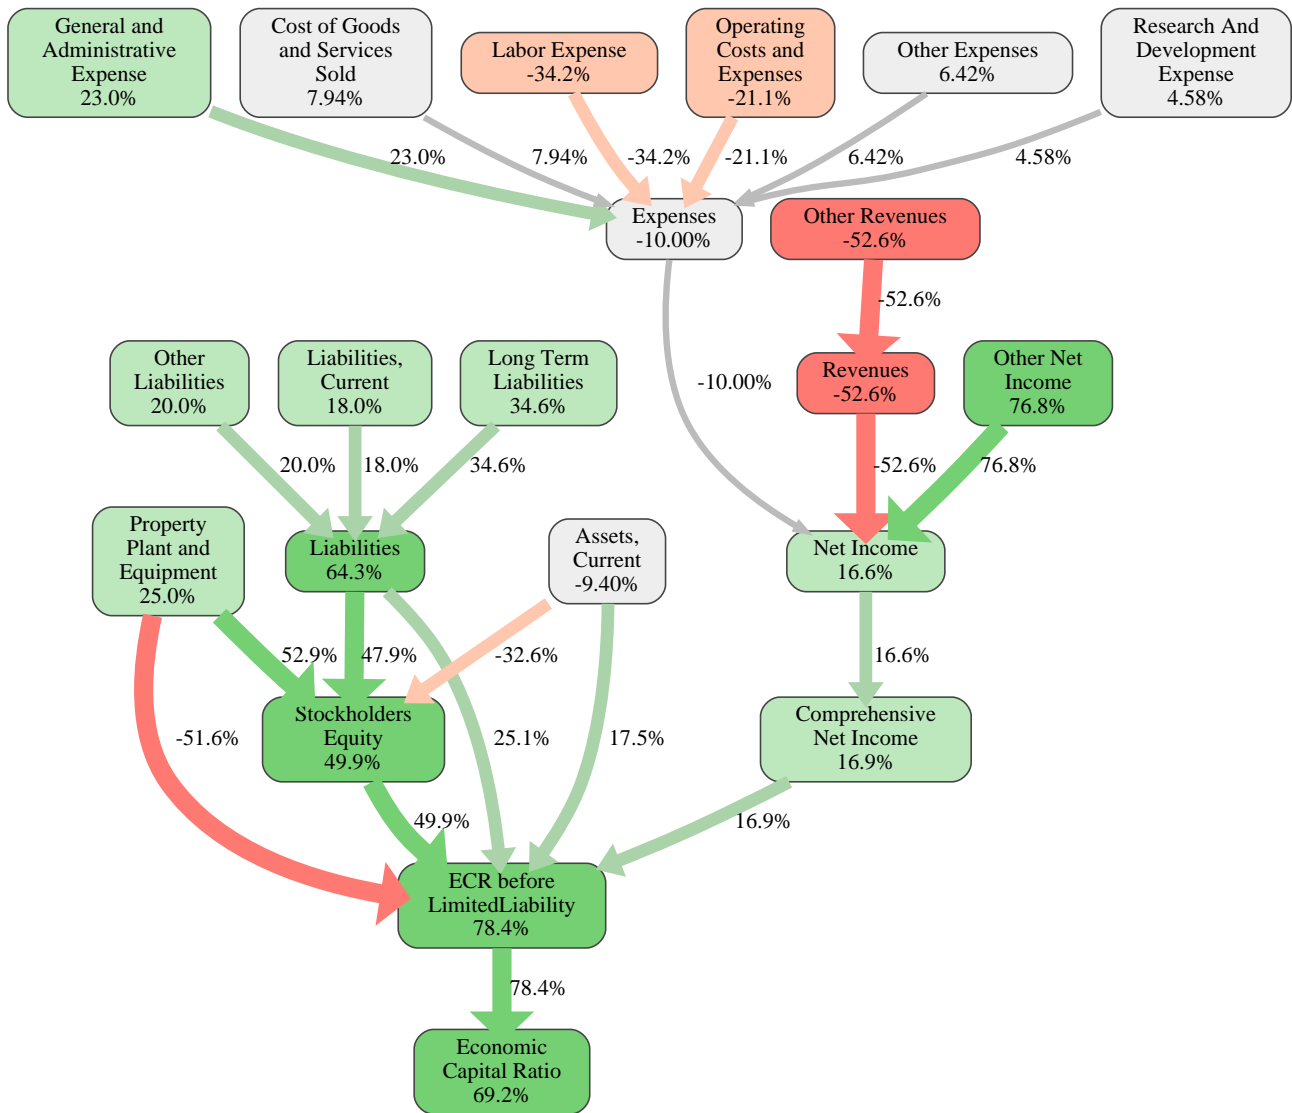 General and
Administrative
Expense
23.0%
Cost of Goods
and Services
Sold
7.94%
Labor Expense
-34.2%
Operating
Costs and
Expenses
-21.1%
Other Expenses
6.42%
Research And
Development
Expense
4.58%
23.0%
7.94%
-34.2%
-21.1%
6.42%
4.58%
Expenses
-10.00%
Other Revenues
-52.6%
-52.6%
Other
Liabilities
20.0%
Liabilities,
Current
18.0%
Long Term
Liabilities
34.6%
-10.00%
Revenues
-52.6%
Other Net
Income
76.8%
20.0%
18.0%
34.6%
-52.6%
76.8%
Property
Plant and
Equipment
25.0%
Liabilities
64.3%
Assets,
Current
-9.40%
Net Income
16.6%
52.9%
47.9%
-32.6%
16.6%
-51.6%
Stockholders
Equity
49.9%
25.1%
17.5%
Comprehensive
Net Income
16.9%
49.9%
16.9%
ECR before
LimitedLiability
78.4%
78.4%
Economic
Capital Ratio
69.2%